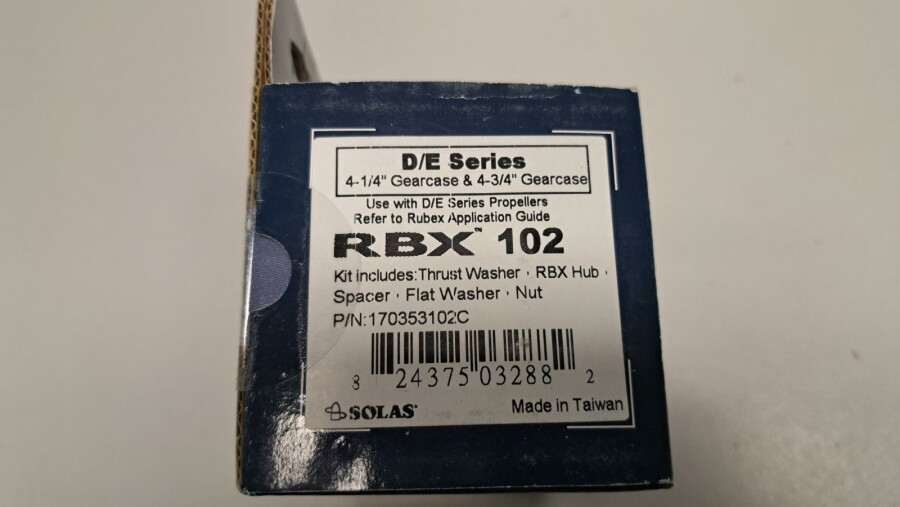 D/E Series
4-1/4" Gearcase & 4-3/4" Gearcase
Use with D/E Series Propellers
Refer to Rubex Application Guide
RBX™ 102
Kit includes:Thrust Washer , RBX Hub ,
Spacer , Flat Washer , Nut
P/N:170353102C
8 24375 03288 2
SOLAS® Made in Taiwan